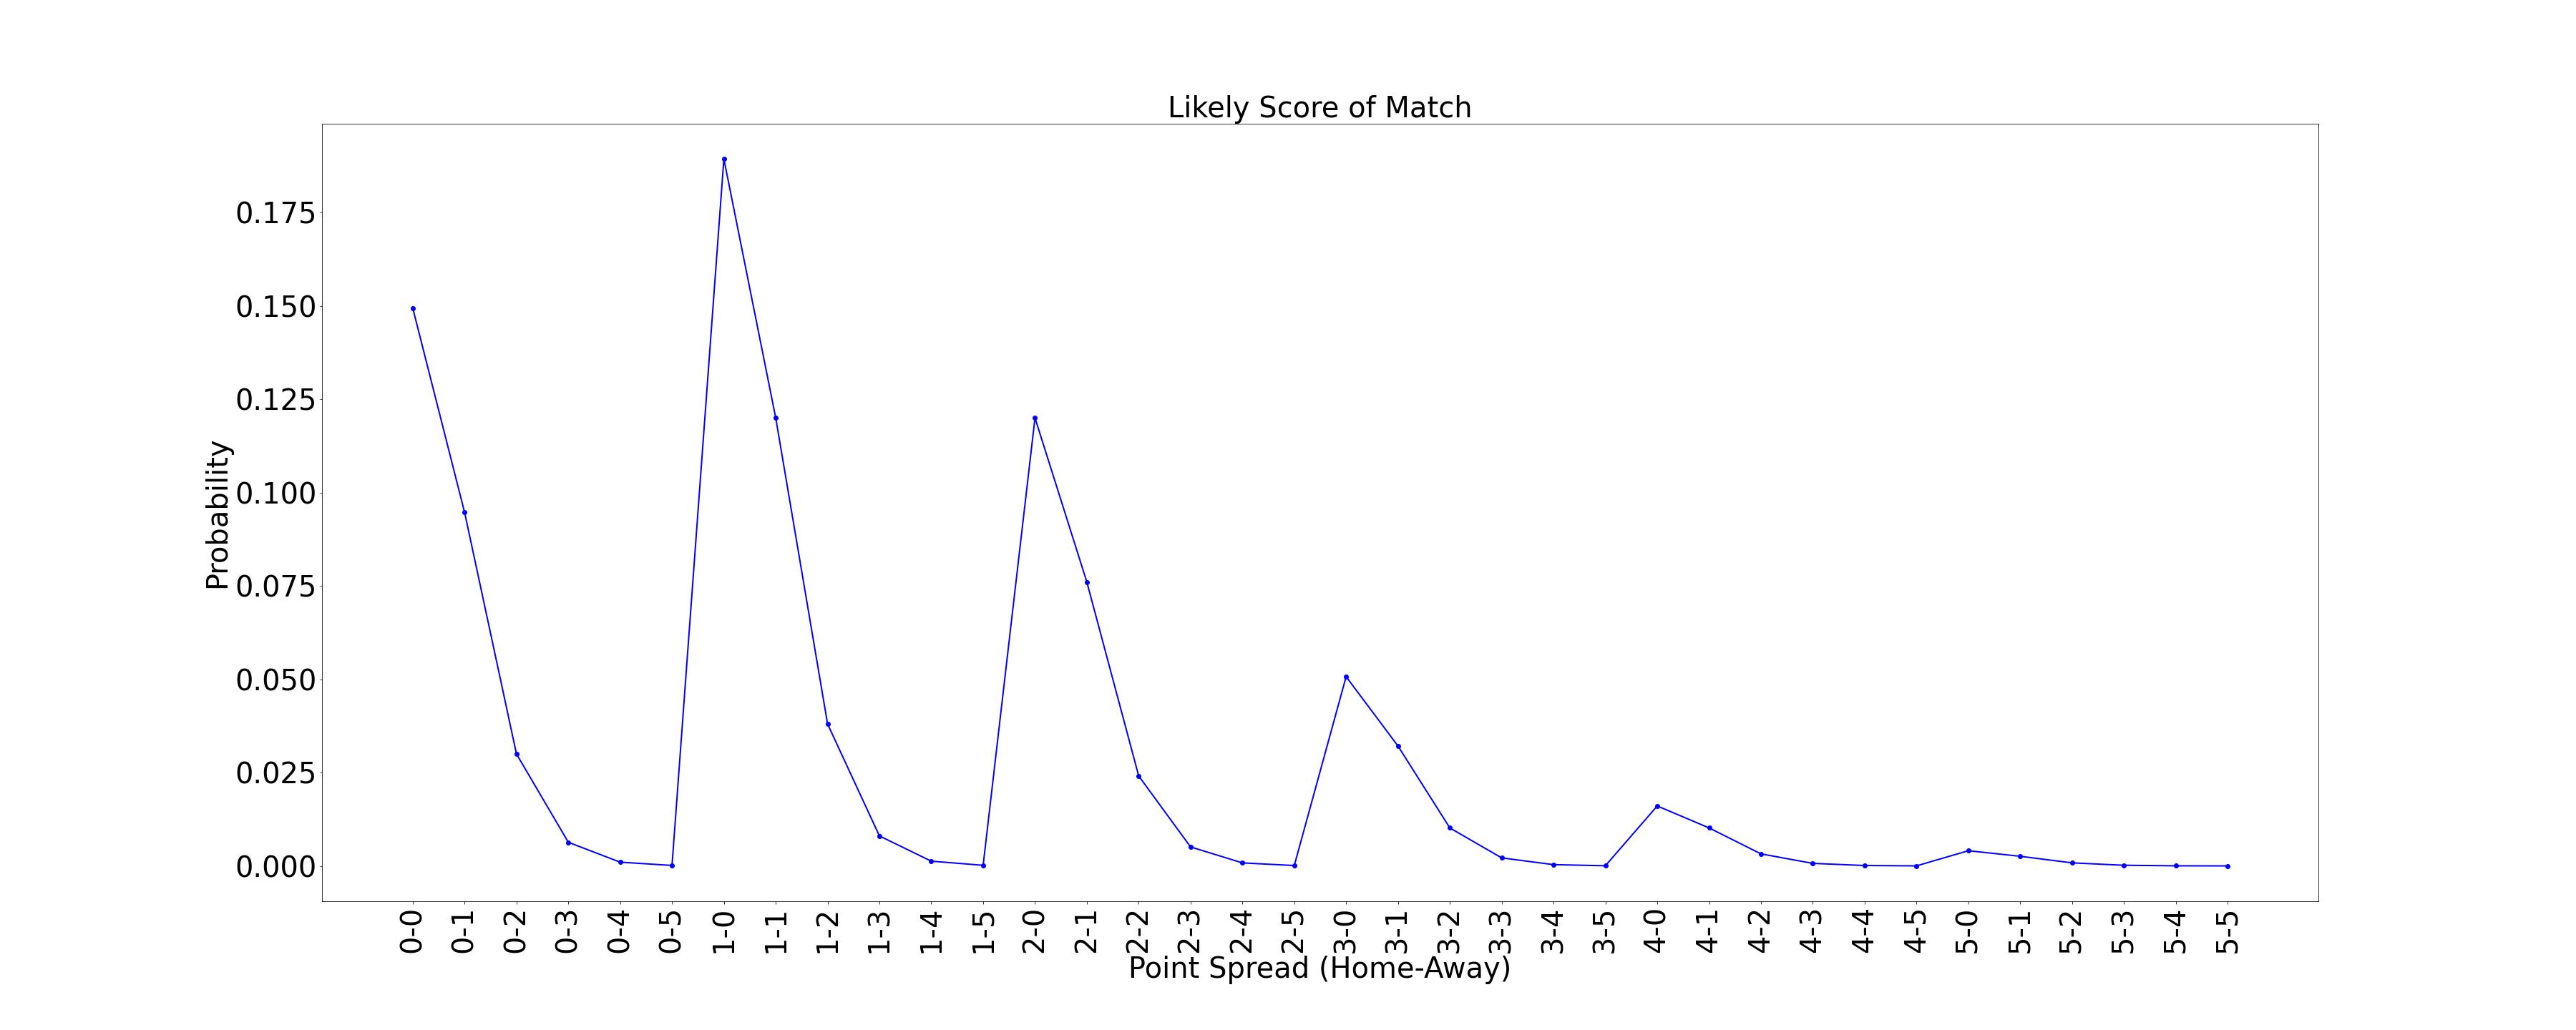 Likely Score of Match
Probability
0.175
0.150
0.125
0.100
0.075
0.050
0.025
0.000
0-0 0-1 0-2 0-3 0-4 0-5 1-0 1-1 1-2 1-3 1-4 1-5 2-0 2-1 2-2 2-3 2-4 2-5 3-0 3-1 3-2 3-3 3-4 3-5 4-0 4-1 4-2 4-3 4-4 4-5 5-0 5-1 5-2 5-3 5-4 5-5
Point Spread (Home-Away)